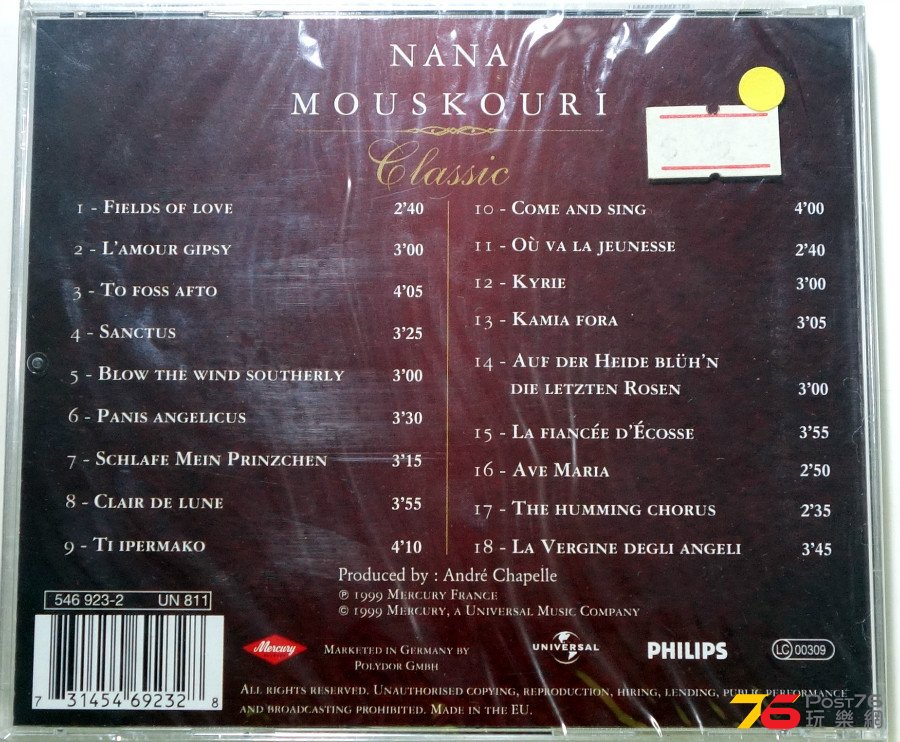 NANA
MOUSKOURI
Classic
1 - FIELDS OF LOVE 2'40
2 - L'AMOUR GIPSY 3'00
3 - TO FOSS AFTO 4'05
4 - SANCTUS 3'25
5 - BLOW THE WIND SOUTHERLY 3'00
6 - PANIS ANGELICUS 3'30
7 - SCHLAFE MEIN PRINZCHEN 3'15
8 - CLAIR DE LUNE 3'55
9 - TI IPERMAKO 4'10
10 - COME AND SING 4'00
11 - OÙ VA LA JEUNESSE 2'40
12 - KYRIE 3'00
13 - KAMIA FORA 3'05
14 - AUF DER HEIDE BLÜH'N
DIE LETZTEN ROSEN 3'00
15 - LA FIANCÉE D'ÉCOSSE 3'55
16 - AVE MARIA 2'50
17 - THE HUMMING CHORUS 2'35
18 - LA VERGINE DEGLI ANGELI 3'45
Produced by : André Chapelle
℗ 1999 MERCURY FRANCE
© 1999 MERCURY, A UNIVERSAL MUSIC COMPANY
546 923-2 UN 811
7 31454 69232 8
Mercury
MARKETED IN GERMANY BY
POLYDOR GMBH
UNIVERSAL
PHILIPS
LC 00309
ALL RIGHTS RESERVED. UNAUTHORISED COPYING, REPRODUCTION, HIRING, LENDING, PUBLIC PERFORMANCE
AND BROADCASTING PROHIBITED. MADE IN THE EU.
76 POST76
玩樂網